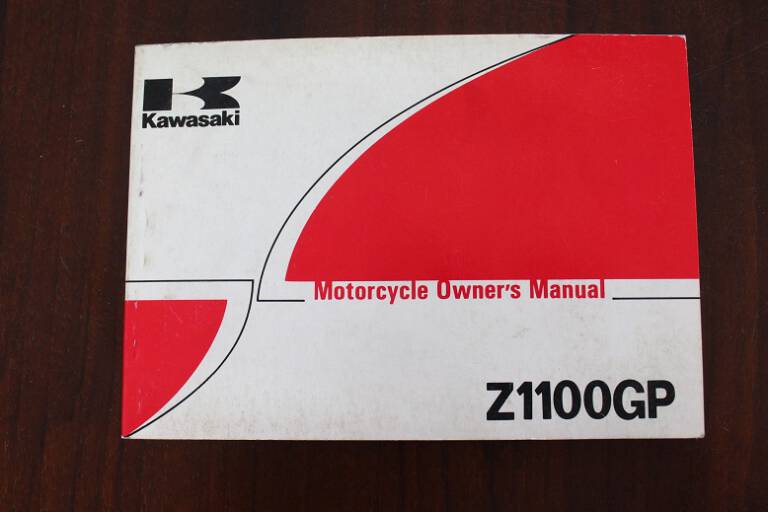 Kawasaki
Motorcycle Owner's Manual
Z1100GP